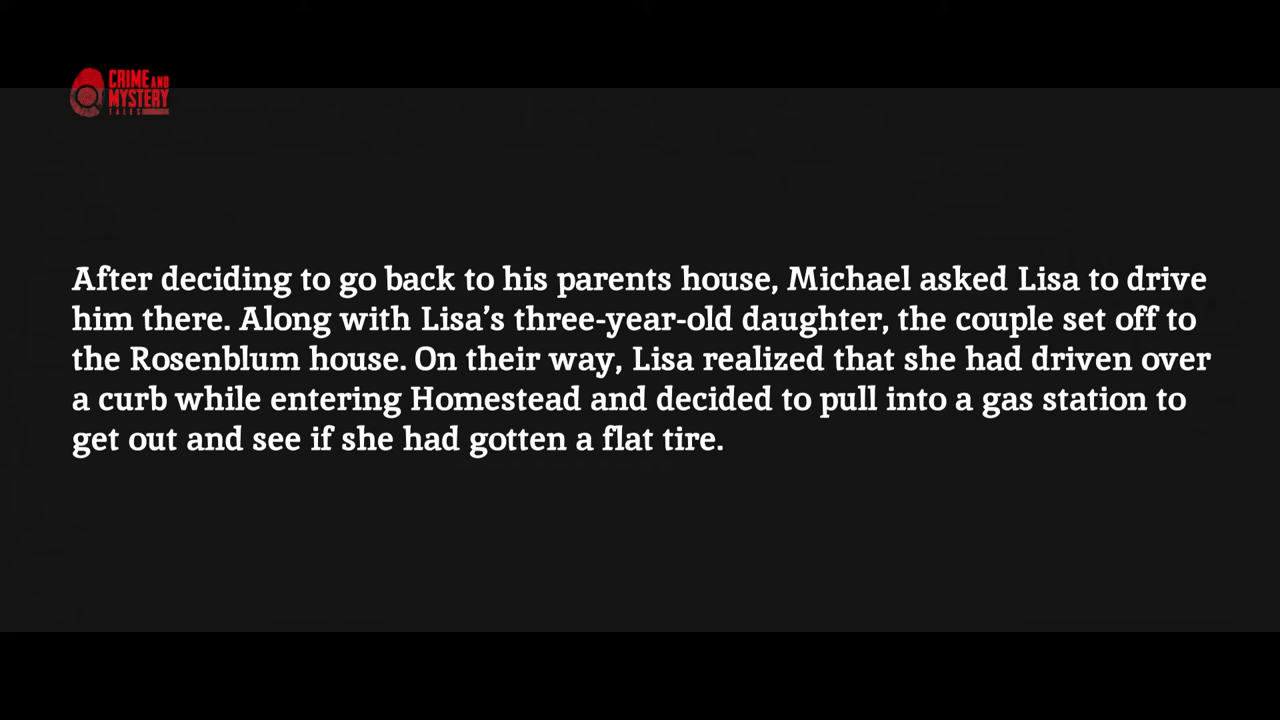 CRIME AND
MYSTERY
TALES
After deciding to go back to his parents house, Michael asked Lisa to drive
him there. Along with Lisa’s three-year-old daughter, the couple set off to
the Rosenblum house. On their way, Lisa realized that she had driven over
a curb while entering Homestead and decided to pull into a gas station to
get out and see if she had gotten a flat tire.